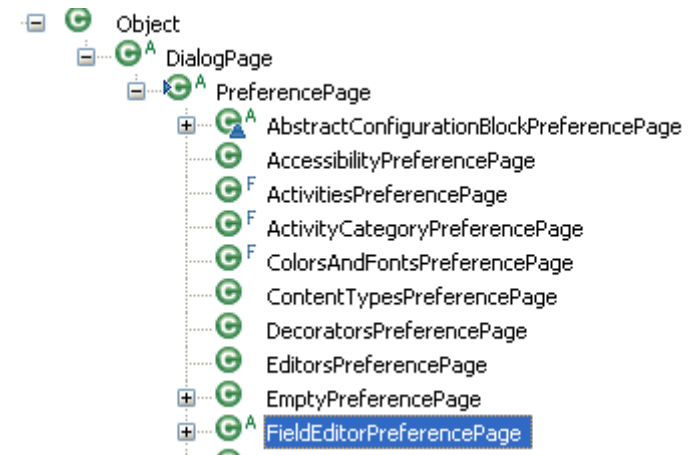 C Object
C A DialogPage
C A PreferencePage
C A AbstractConfigurationBlockPreferencePage
C AccessibilityPreferencePage
C F ActivitiesPreferencePage
C F ActivityCategoryPreferencePage
C F ColorsAndFontsPreferencePage
C ContentTypesPreferencePage
C DecoratorsPreferencePage
C EditorsPreferencePage
C EmptyPreferencePage
C A FieldEditorPreferencePage